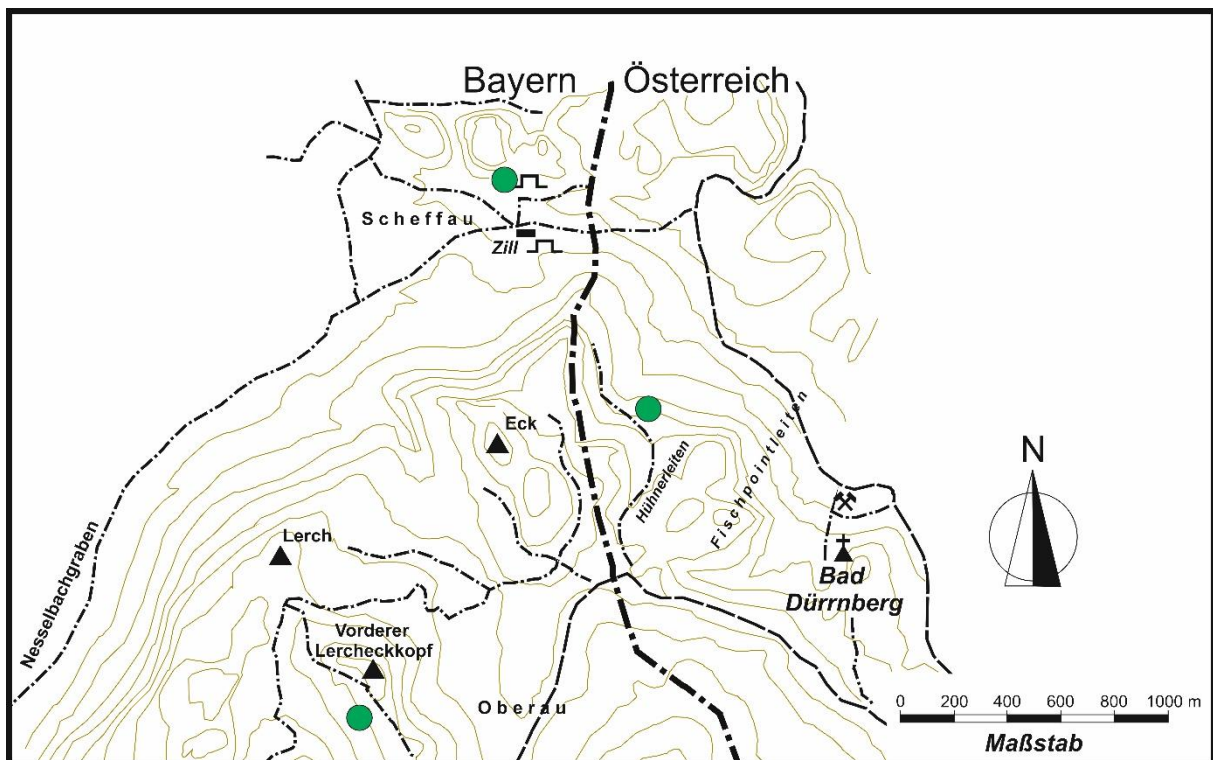 Bayern Österreich
Scheffau
Zill
Eck
Hühnerleiten
Fischpointleiten
N
Lerch
Nesselbachgraben
Bad
Dürrnberg
Vorderer
Lercheckkopf
Oberau
0 200 400 600 800 1000 m
Maßstab